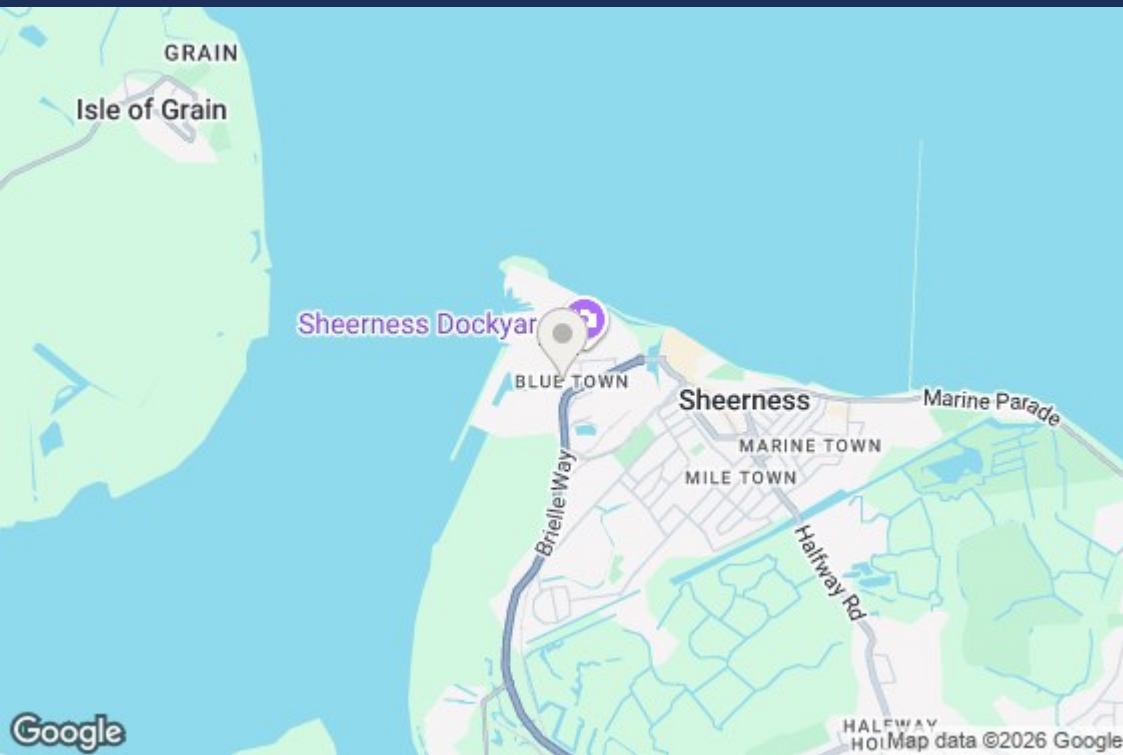 GRAIN
Isle of Grain
Sheerness Dockyar
BLUE TOWN
Sheerness
Marine Parade
MARINE TOWN
MILE TOWN
Brielle Way
Halfway Rd
HALFWAY
Google
Map data ©2026 Google